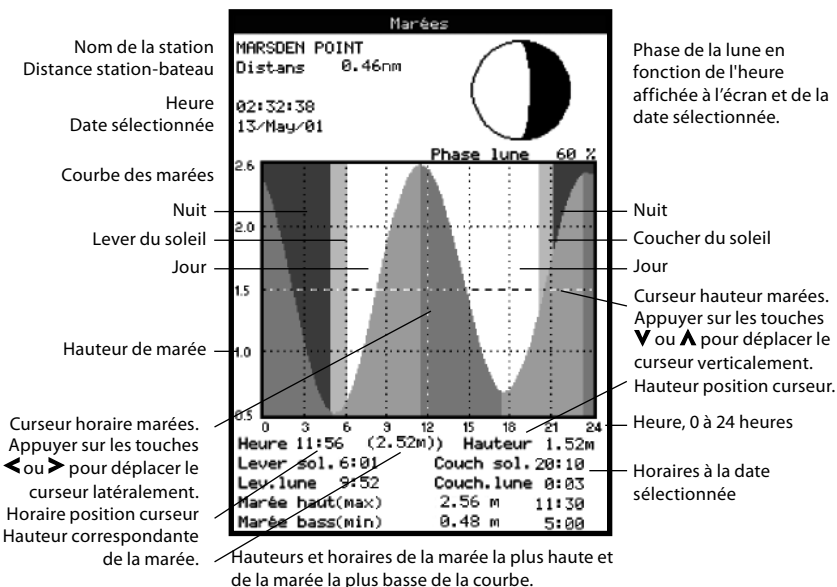 Marées
Nom de la station
Distance station-bateau
Heure
Date sélectionnée
Courbe des marées
Nuit
Lever du soleil
Jour
Hauteur de marée
Curseur horaire marées.
Appuyer sur les touches
< ou > pour déplacer le
curseur latéralement.
Horaire position curseur
Hauteur correspondante
de la marée.
MARSDEN POINT
Distans 0.46nm
02:32:38
13/May/01
Phase lune 60 %
2.6
2.0
1.5
1.0
0.5
0 3 6 9 12 15 18 21 24
Heure 11:56 (2.52m)) Hauteur 1.52m
Lever sol.6:01 Couch sol.20:10
Lev.lune 9:52 Couch.lune 0:03
Marée haut(max) 2.56 m 11:30
Marée bass(min) 0.48 m 5:00
Hauteurs et horaires de la marée la plus haute et
de la marée la plus basse de la courbe.
Phase de la lune en
fonction de l'heure
affichée à l’écran et de la
date sélectionnée.
Nuit
Coucher du soleil
Jour
Curseur hauteur marées.
Appuyer sur les touches
∨ ou ∧ pour déplacer le
curseur verticalement.
Hauteur position curseur.
Heure, 0 à 24 heures
Horaires à la date
sélectionnée